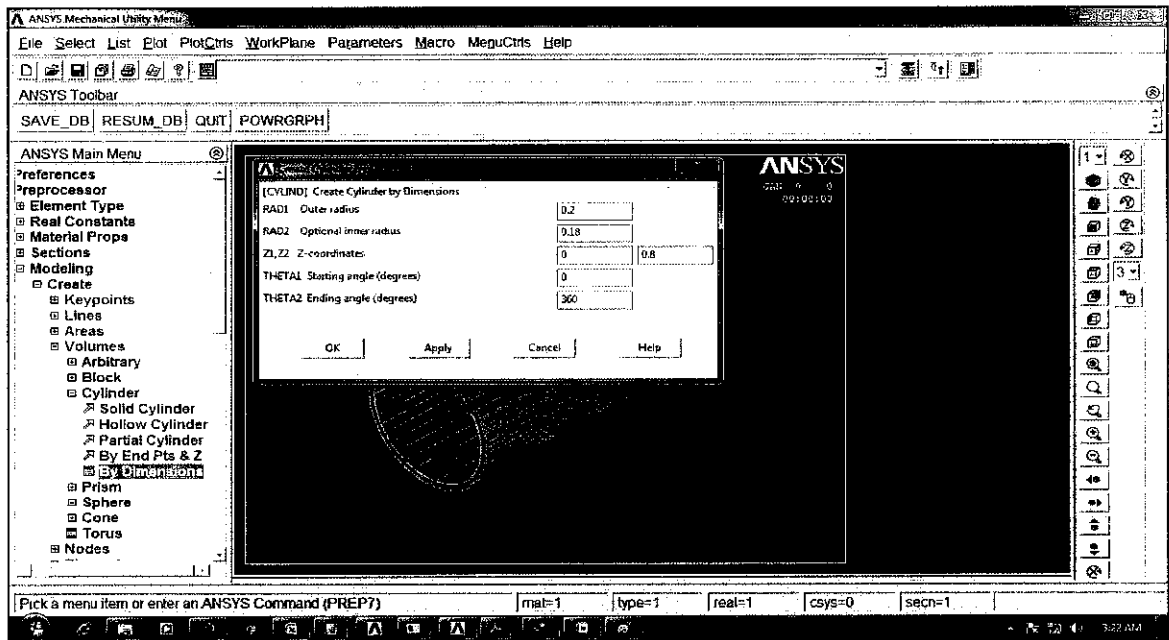 ANSYS Mechanical Utility Menu
File Select List Plot PlotCtrls WorkPlane Parameters Macro MenuCtrls Help
ANSYS Toolbar
SAVE_DB RESUM_DB QUIT POWRGRPH
ANSYS Main Menu
Preferences
Preprocessor
Element Type
Real Constants
Material Props
Sections
Modeling
Create
Keypoints
Lines
Areas
Volumes
Arbitrary
Block
Cylinder
Solid Cylinder
Hollow Cylinder
Partial Cylinder
By End Pts & Z
By Dimensions
Prism
Sphere
Cone
Torus
Nodes
[CYLIND] Create Cylinder by Dimensions
RAD1 Outer radius 0.2
RAD2 Optional inner radius 0.18
Z1,Z2 Z-coordinates 0 0.8
THETA1 Starting angle (degrees) 0
THETA2 Ending angle (degrees) 360
OK Apply Cancel Help
ANSYS
1
3
Pick a menu item or enter an ANSYS Command (PREP7) mat=1 type=1 real=1 csys=0 secn=1
3:22 AM